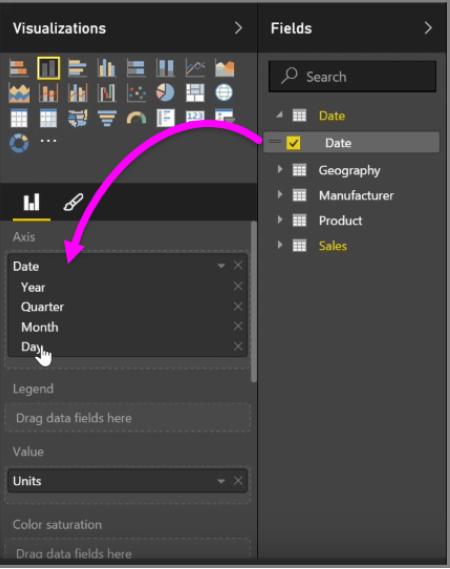 Visualizations
Fields
Search
Date
Date
Geography
Manufacturer
Product
Sales
Axis
Date
Year
Quarter
Month
Day
Legend
Drag data fields here
Value
Units
Color saturation
Drag data fields here